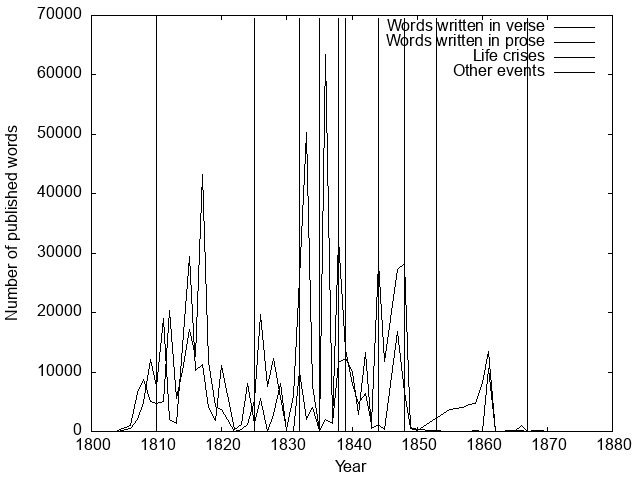 70000
60000
50000
40000
30000
20000
10000
0
Number of published words
Words written in verse
Words written in prose
Life crises
Other events
1800 1810 1820 1830 1840 1850 1860 1870 1880
Year